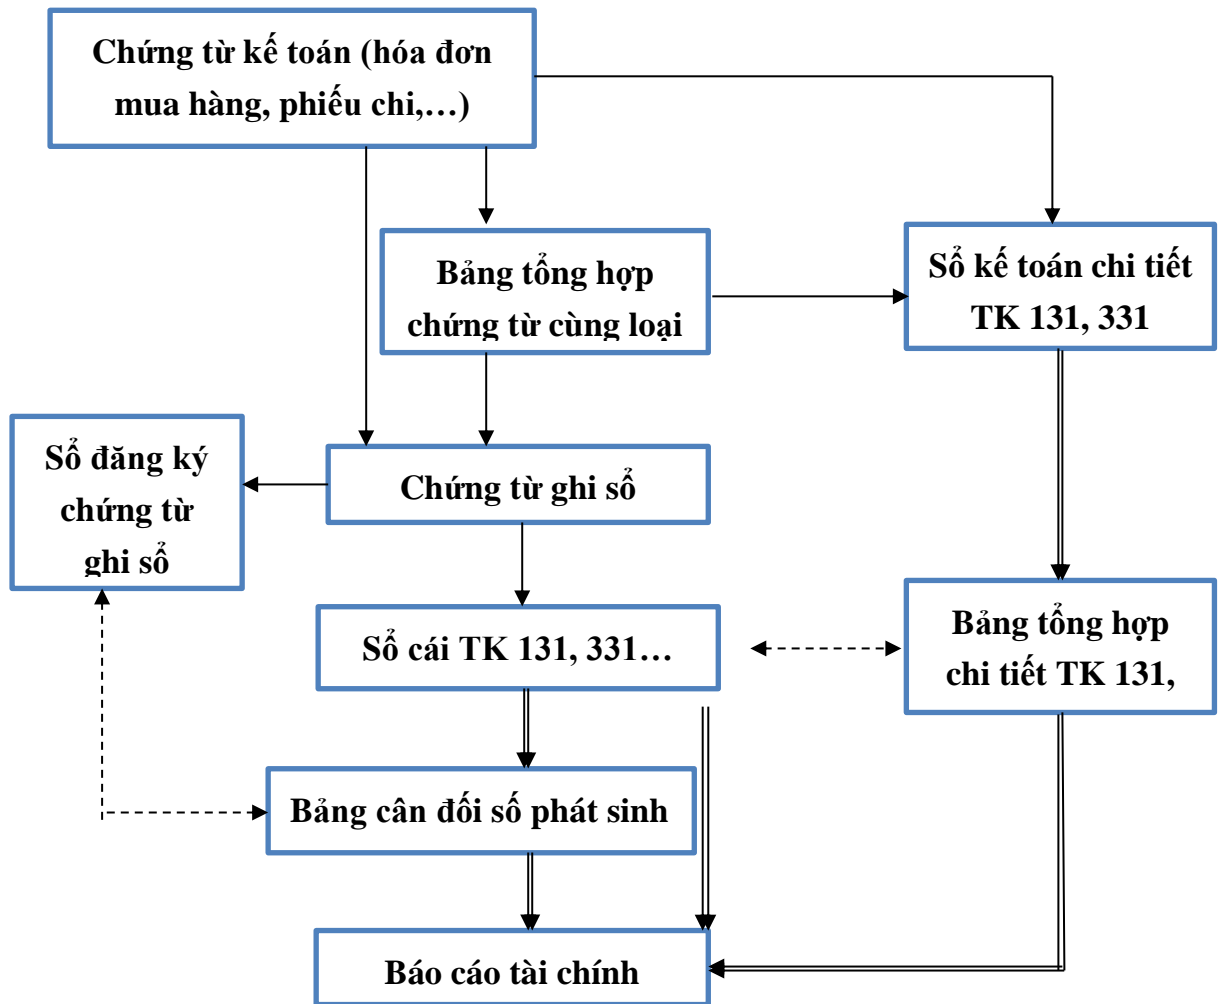 Chứng từ kế toán (hóa đơn
mua hàng, phiếu chi,…)
Bảng tổng hợp
chứng từ cùng loại
Sổ kế toán chi tiết
TK 131, 331
Sổ đăng ký
chứng từ
ghi sổ
Chứng từ ghi sổ
Sổ cái TK 131, 331…
Bảng tổng hợp
chi tiết TK 131,
Bảng cân đối số phát sinh
Báo cáo tài chính